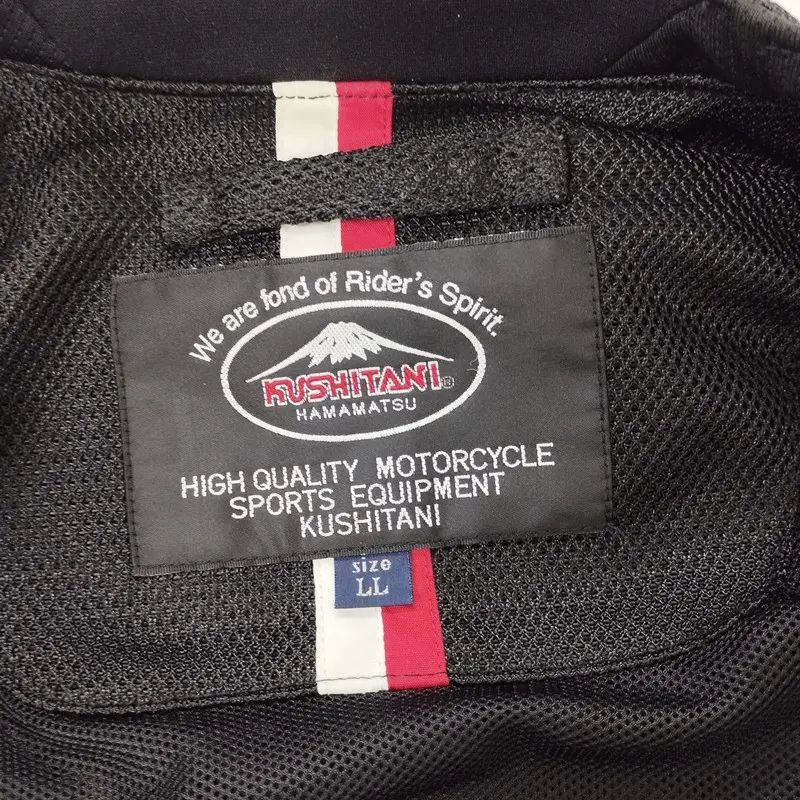 We are fond of Rider's Spirit.
KUSHITANI®
HAMAMATSU
HIGH QUALITY MOTORCYCLE
SPORTS EQUIPMENT
KUSHITANI
size
LL